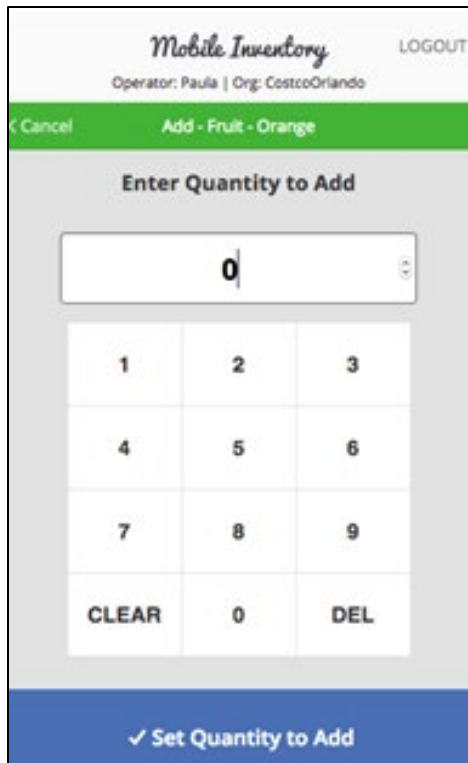 Mobile Inventory LOGOUT
Operator: Paula | Org: CostcoOrlando
Cancel Add - Fruit - Orange
Enter Quantity to Add
0
1 2 3
4 5 6
7 8 9
CLEAR 0 DEL
✓ Set Quantity to Add